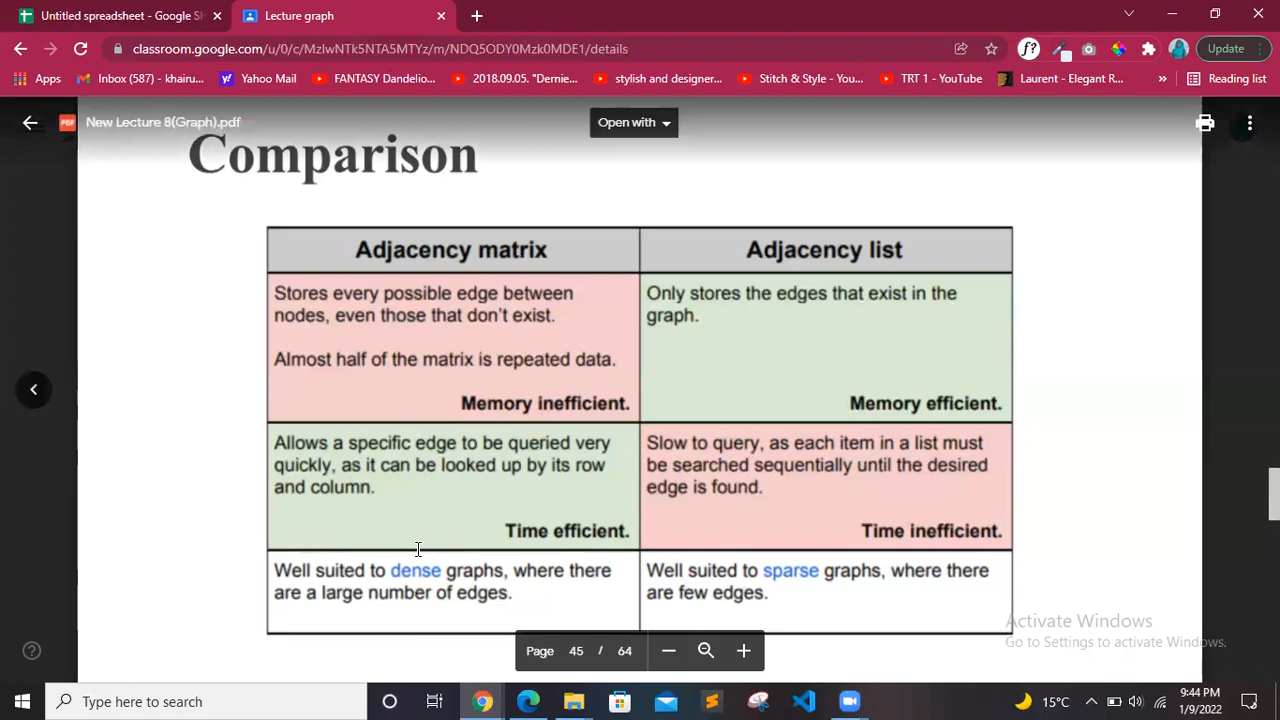 Untitled spreadsheet - Google Sh
Lecture graph
classroom.google.com/u/0/c/MzIwNTk5NTA5MTYz/m/NDQ5ODY0Mzk0MDE1/details
Update
Apps
Inbox (587) - khairu...
Yahoo Mail
FANTASY Dandelio...
2018.09.05. "Dernie...
stylish and designer...
Stitch & Style - You...
TRT 1 - YouTube
Laurent - Elegant R...
Reading list
PDF
New Lecture 8(Graph).pdf
Open with
Comparison
Adjacency matrix
Adjacency list
Stores every possible edge between
nodes, even those that don't exist.
Almost half of the matrix is repeated data.
Memory inefficient.
Only stores the edges that exist in the
graph.
Memory efficient.
Allows a specific edge to be queried very
quickly, as it can be looked up by its row
and column.
Time efficient.
Slow to query, as each item in a list must
be searched sequentially until the desired
edge is found.
Time inefficient.
Well suited to dense graphs, where there
are a large number of edges.
Well suited to sparse graphs, where there
are few edges.
Activate Windows
Go to Settings to activate Windows.
Page 45 / 64
Type here to search
15°C
9:44 PM
1/9/2022